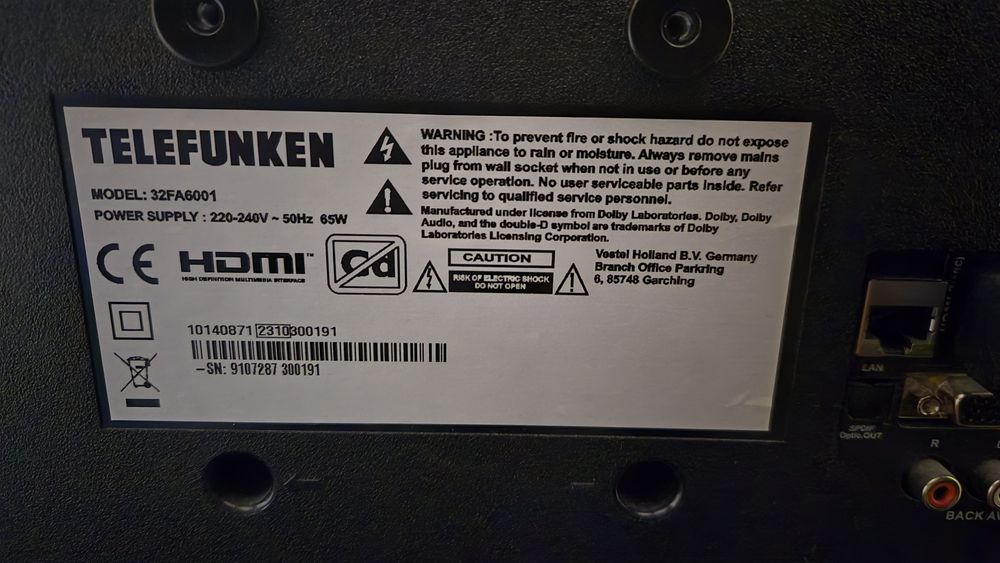 TELEFUNKEN
MODEL: 32FA6001
POWER SUPPLY : 220-240V ~ 50Hz 65W
WARNING :To prevent fire or shock hazard do not expose
this appliance to rain or moisture. Always remove mains
plug from wall socket when not in use or before any
service operation. No user serviceable parts inside. Refer
servicing to qualified service personnel.
Manufactured under license from Dolby Laboratories. Dolby, Dolby
Audio, and the double-D symbol are trademarks of Dolby
Laboratories Licensing Corporation.
CE
HDMI™
HIGH DEFINITION MULTIMEDIA INTERFACE
Cd
CAUTION
RISK OF ELECTRIC SHOCK
DO NOT OPEN
Vestel Holland B.V. Germany
Branch Office Parkring
6, 85748 Garching
10140871 2310300191
–SN: 9107287 300191
LAN
SPDIF
Optic.OUT
R
BACK AV